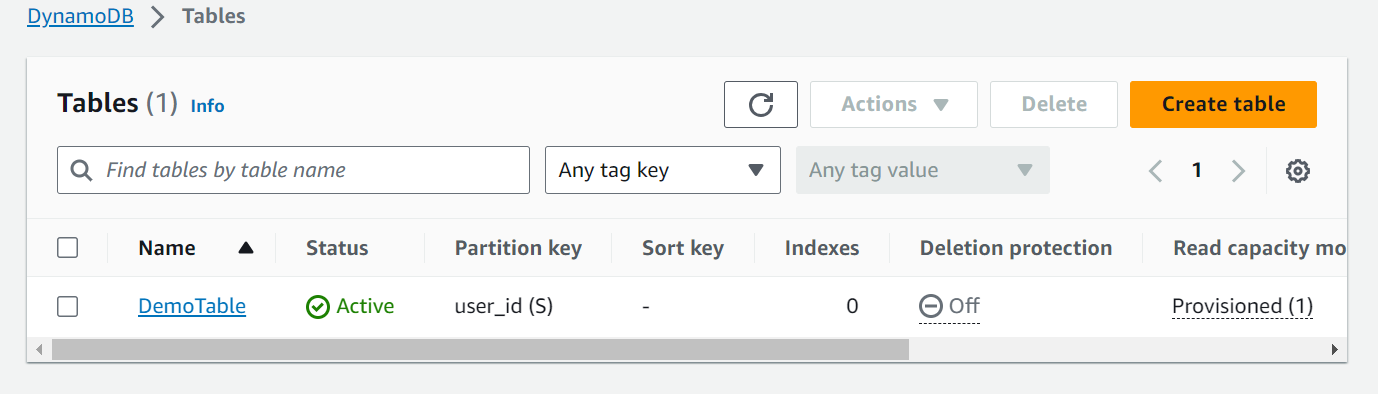 DynamoDB > Tables
Tables (1) Info
Actions
Delete
Create table
Find tables by table name
Any tag key
Any tag value
1
Name Status Partition key Sort key Indexes Deletion protection Read capacity mo
DemoTable Active user_id (S) - 0 Off Provisioned (1)